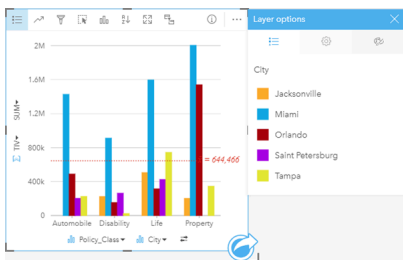 Layer options
City
Jacksonville
Miami
Orlando
Saint Petersburg
Tampa
2M
1.6M
1.2M
800k
400k
0
SUM
TIV
= 644,466
Automobile Disability Life Property
Policy_Class City